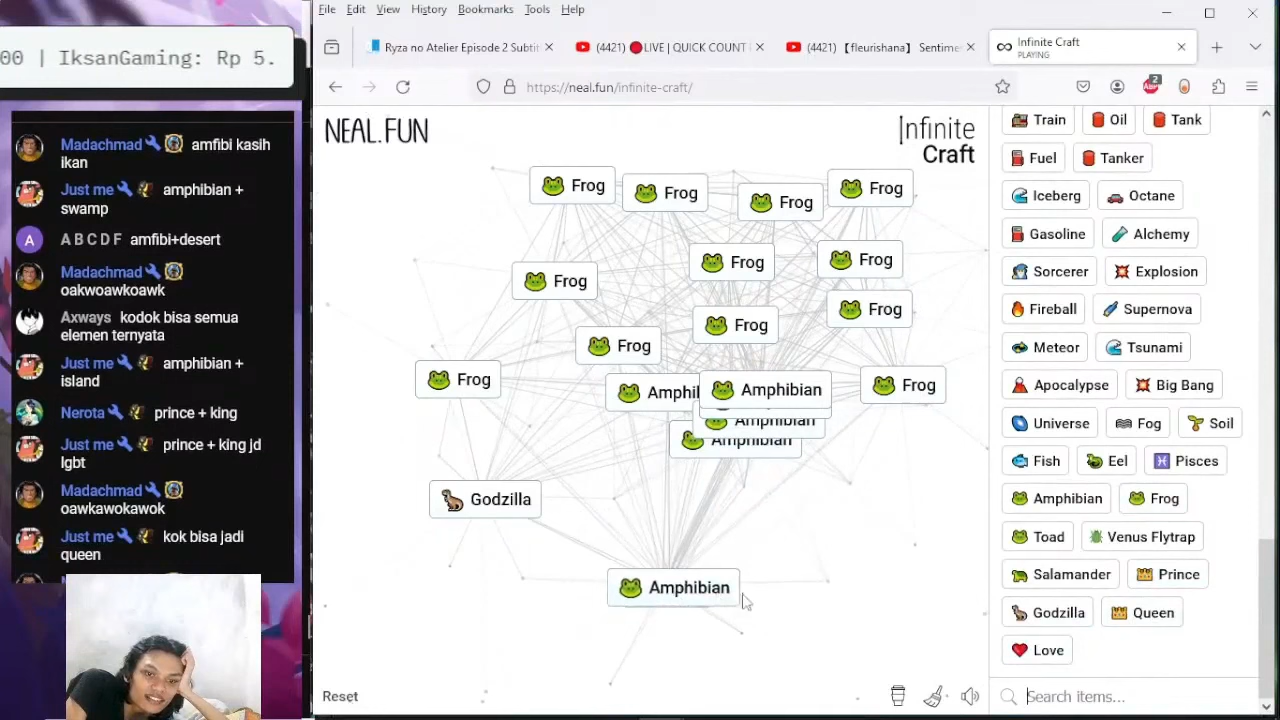 00 | IksanGaming: Rp 5.
Madachmad amfibi kasih
ikan
Just me amphibian +
swamp
A A B C D F amfibi+desert
Madachmad
oakwoawkoawk
Axways kodok bisa semua
elemen ternyata
Just me amphibian +
island
Nerota prince + king
Just me prince + king jd
lgbt
Madachmad
oawkawokawok
Just me kok bisa jadi
queen
File Edit View History Bookmarks Tools Help
Ryza no Atelier Episode 2 Subtit
(4421) 🔴LIVE | QUICK COUNT
(4421) 【fleurishana】 Sentime
Infinite Craft
PLAYING
https://neal.fun/infinite-craft/
2
NEAL.FUN
Infinite
Craft
Frog
Frog
Frog
Frog
Frog
Frog
Frog
Frog
Frog
Frog
Frog
Frog
Amphil
Amphibian
Amphibian
Amphibian
Godzilla
Amphibian
Reset
Train Oil Tank
Fuel Tanker
Iceberg Octane
Gasoline Alchemy
Sorcerer Explosion
Fireball Supernova
Meteor Tsunami
Apocalypse Big Bang
Universe Fog Soil
Fish Eel Pisces
Amphibian Frog
Toad Venus Flytrap
Salamander Prince
Godzilla Queen
Love
Search items...